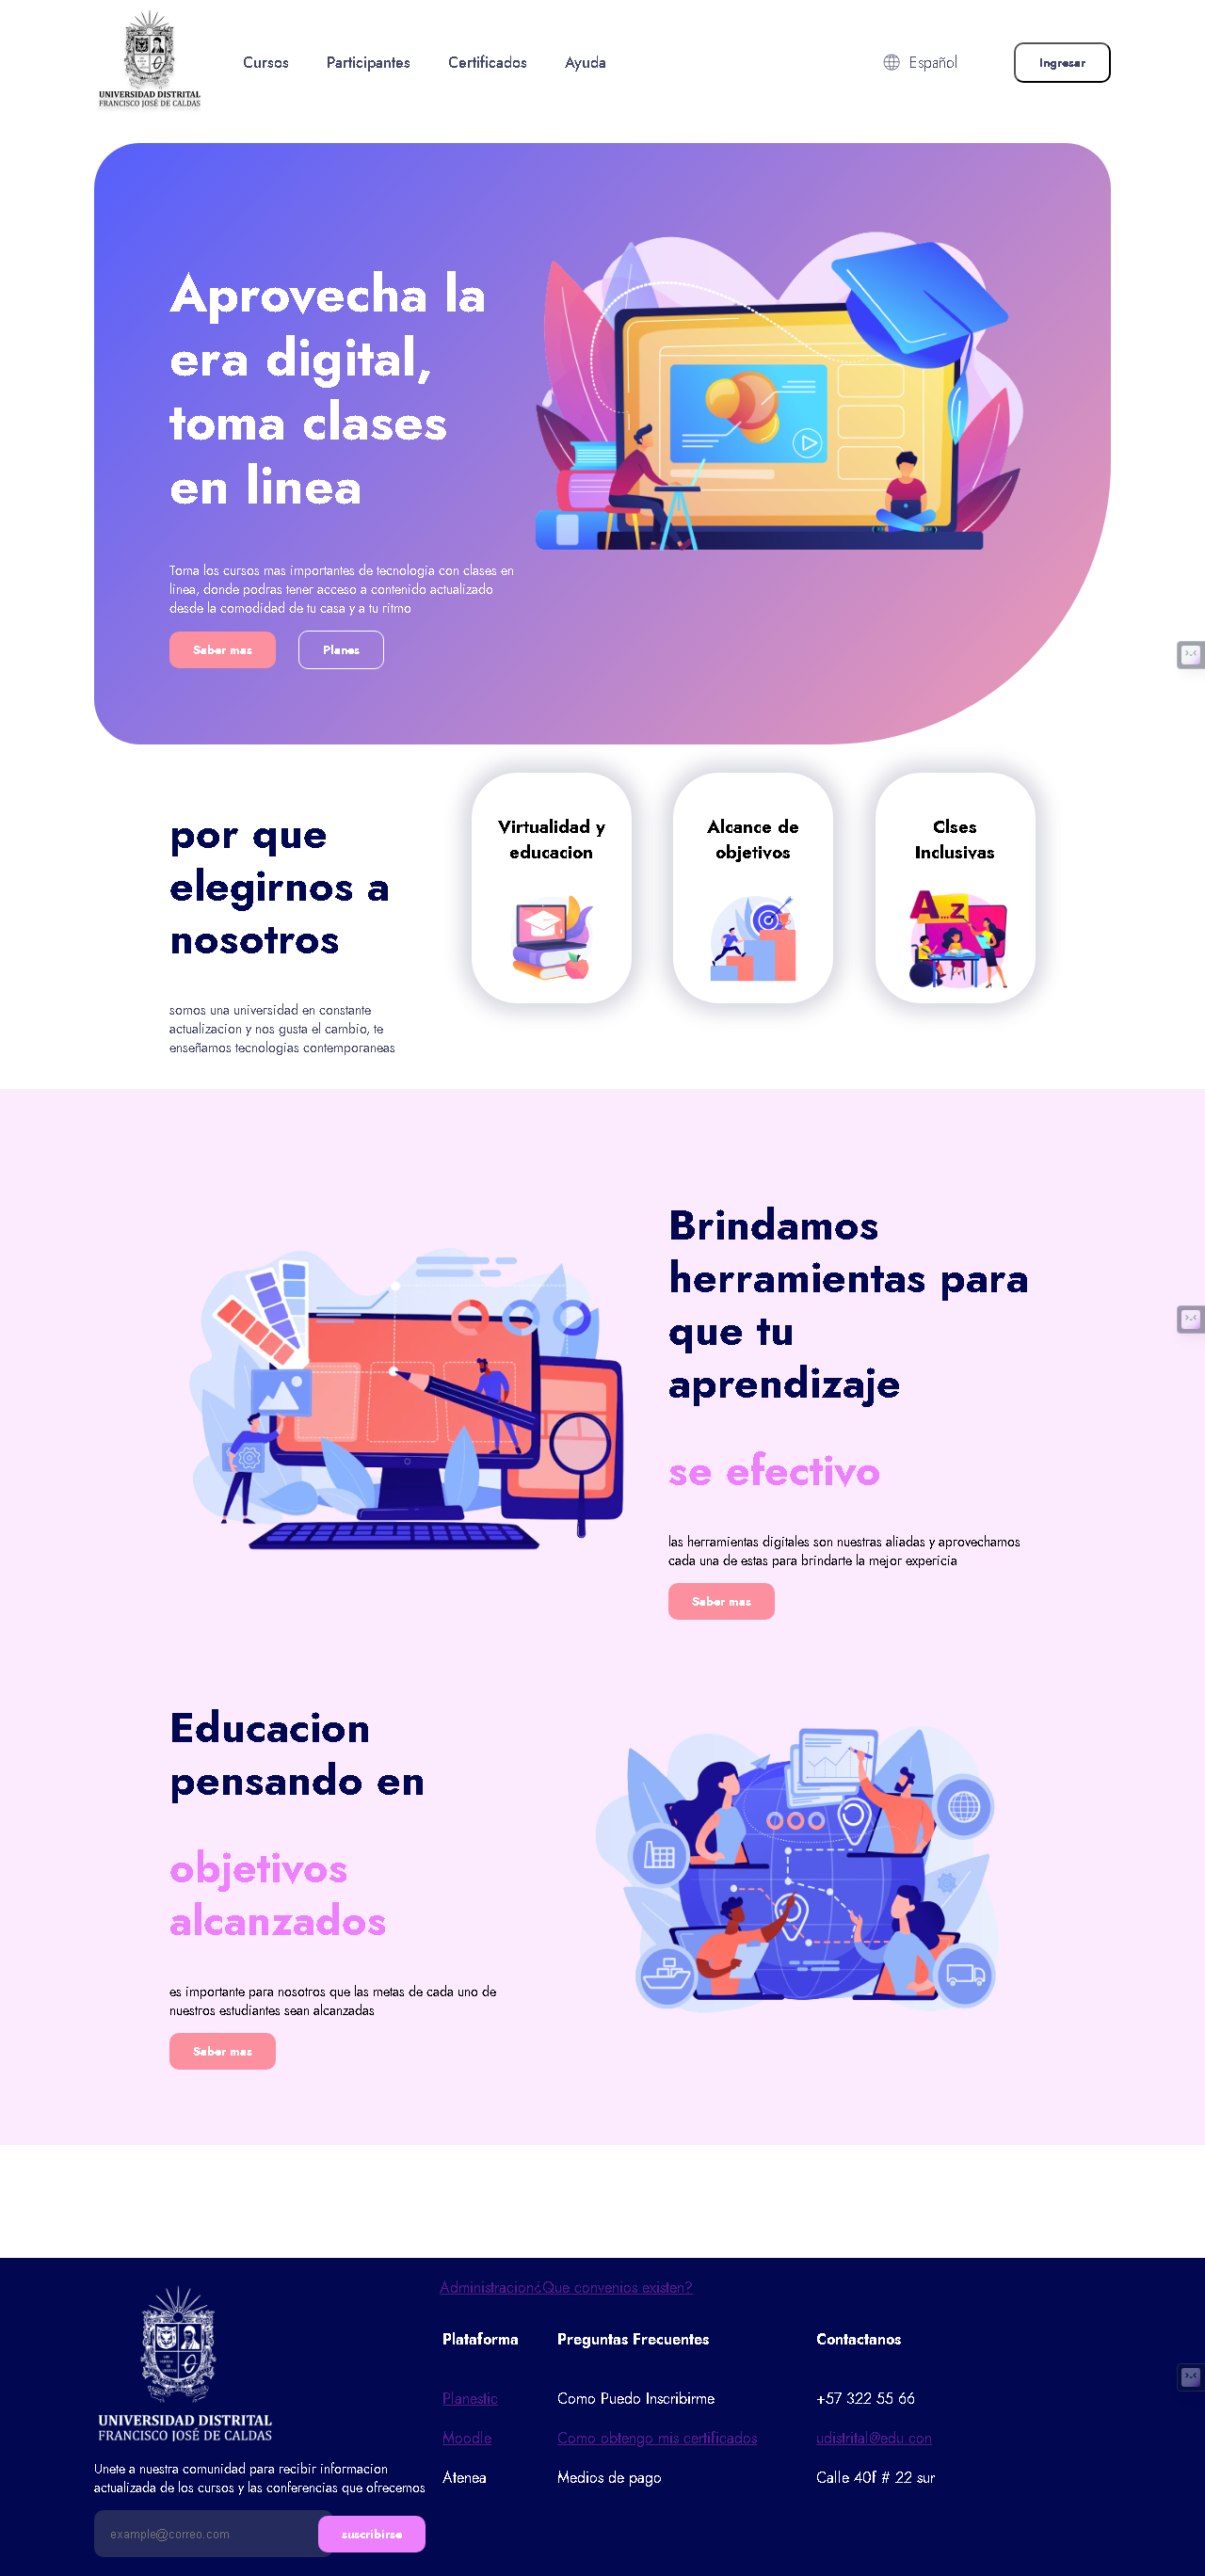 UNIVERSIDAD DISTRITAL
FRANCISCO JOSÉ DE CALDAS
Cursos
Participantes
Certificados
Ayuda
Español
Ingresar
Aprovecha la
era digital,
toma clases
en linea
Toma los cursos mas importantes de tecnologia con clases en
linea, donde podras tener acceso a contenido actualizado
desde la comodidad de tu casa y a tu ritmo
Saber mas
Planes
por que
elegirnos a
nosotros
somos una universidad en constante
actualizacion y nos gusta el cambio, te
enseñamos tecnologias contemporaneas
Virtualidad y
educacion
Alcance de
objetivos
Clses
Inclusivas
A...z
Brindamos
herramientas para
que tu
aprendizaje
se efectivo
las herramientas digitales son nuestras aliadas y aprovechamos
cada una de estas para brindarte la mejor expericia
Saber mas
Educacion
pensando en
objetivos
alcanzados
es importante para nosotros que las metas de cada uno de
nuestros estudiantes sean alcanzadas
Saber mas
UNIVERSIDAD DISTRITAL
FRANCISCO JOSÉ DE CALDAS
Unete a nuestra comunidad para recibir informacion
actualizada de los cursos y las conferencias que ofrecemos
example@correo.com
suscribirse
Administracion¿Que convenios existen?
Plataforma
Preguntas Frecuentes
Contactanos
Planestic
Como Puedo Inscribirme
+57 322 55 66
Moodle
Como obtengo mis certificados
udistrital@edu.con
Atenea
Medios de pago
Calle 40f # 22 sur